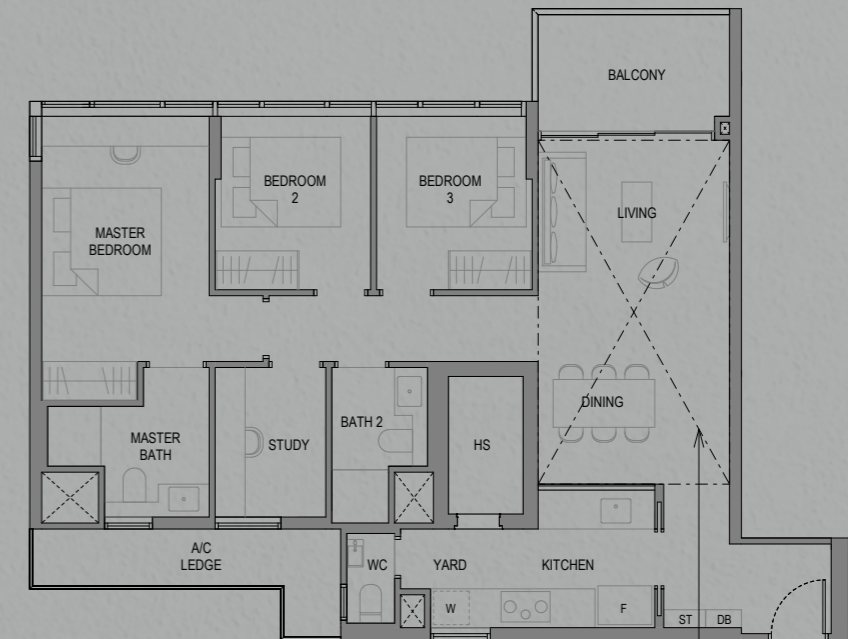 BALCONY
BEDROOM
2
BEDROOM
3
LIVING
MASTER
BEDROOM
DINING
BATH 2
MASTER
BATH
STUDY
HS
A/C
LEDGE
WC
YARD
KITCHEN
W
F
ST
DB